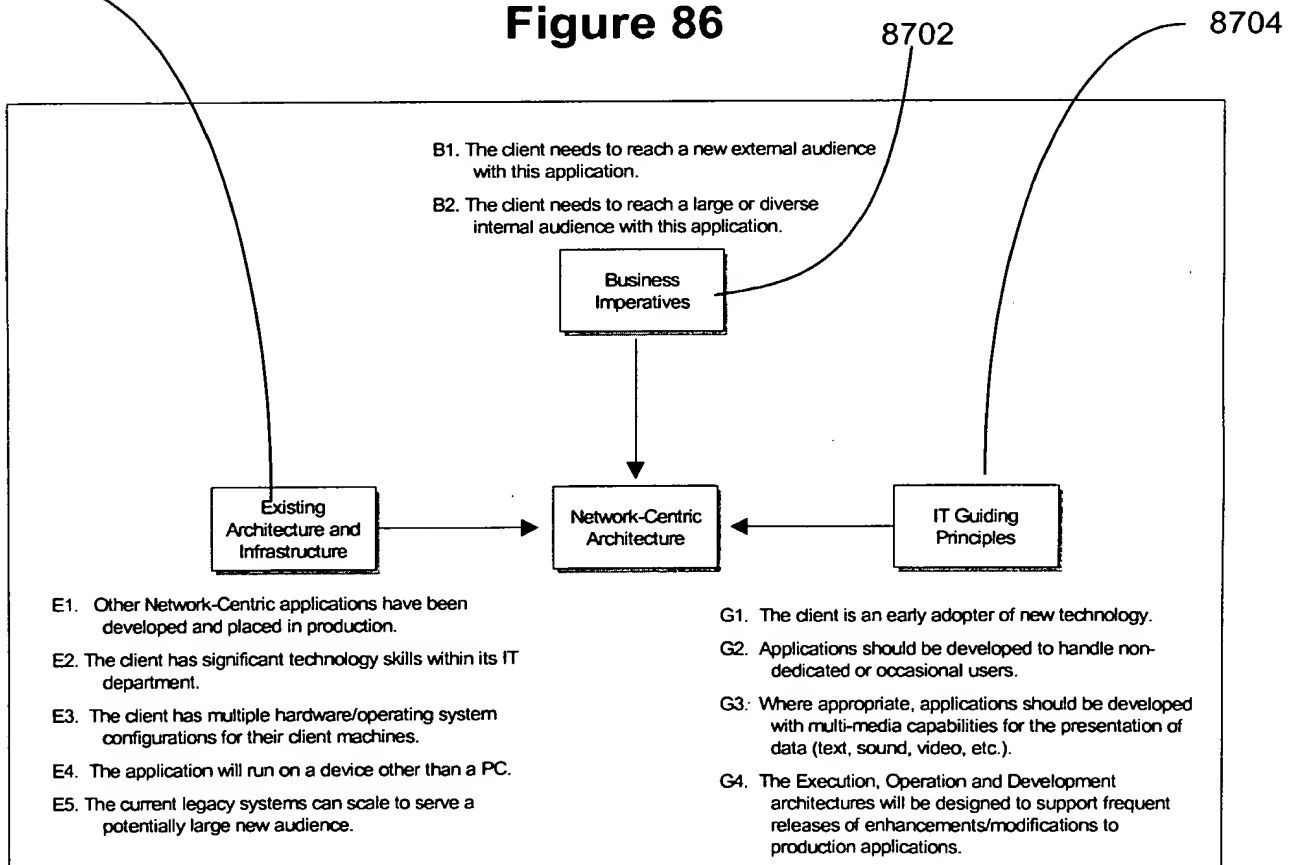 Figure 86
8702
8704
B1. The client needs to reach a new external audience
with this application.
B2. The client needs to reach a large or diverse
internal audience with this application.
Business
Imperatives
Existing
Architecture and
Infrastructure
Network-Centric
Architecture
IT Guiding
Principles
E1. Other Network-Centric applications have been
developed and placed in production.
E2. The client has significant technology skills within its IT
department.
E3. The client has multiple hardware/operating system
configurations for their client machines.
E4. The application will run on a device other than a PC.
E5. The current legacy systems can scale to serve a
potentially large new audience.
G1. The client is an early adopter of new technology.
G2. Applications should be developed to handle non-
dedicated or occasional users.
G3. Where appropriate, applications should be developed
with multi-media capabilities for the presentation of
data (text, sound, video, etc.).
G4. The Execution, Operation and Development
architectures will be designed to support frequent
releases of enhancements/modifications to
production applications.